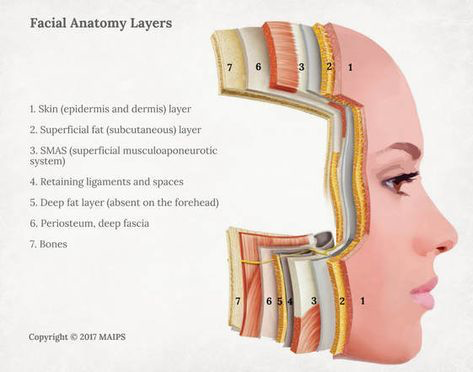 Facial Anatomy Layers
7 6 3 2 1
1. Skin (epidermis and dermis) layer
2. Superficial fat (subcutaneous) layer
3. SMAS (superficial musculoaponeurotic
system)
4. Retaining ligaments and spaces
5. Deep fat layer (absent on the forehead)
6. Periosteum, deep fascia
7. Bones
7 6 5 4 3 2 1
Copyright © 2017 MAIPS